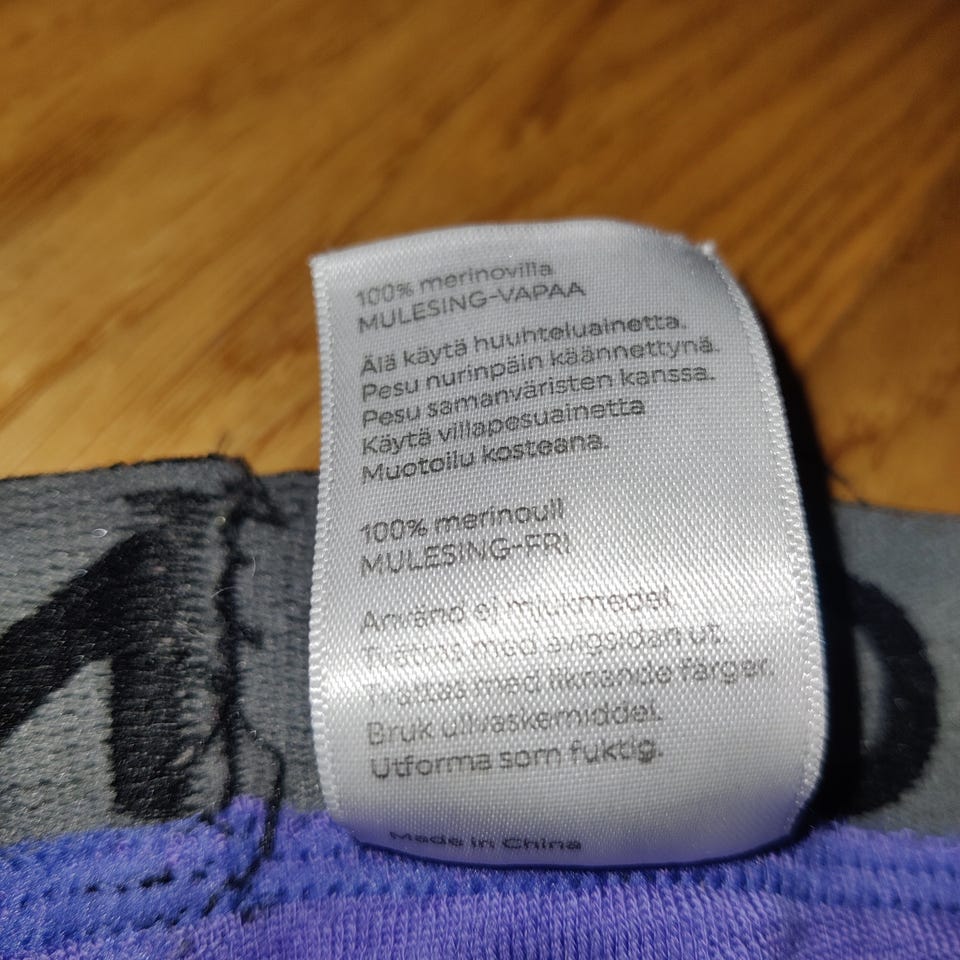 100% merinovilla
MULESING-VAPAA
Älä käytä huuhteluainetta.
Pesu nurinpäin käännettynä.
Pesu samanväristen kanssa.
Käytä villapesuainetta
Muotoilu kosteana.
100% merinoull
MULESING-FRI
Använd ej mjukmedel
Tvättas med avigsidan ut.
Tvättas med liknande färger.
Bruk ullvaskemiddel.
Utforma som fuktig.
Made in China